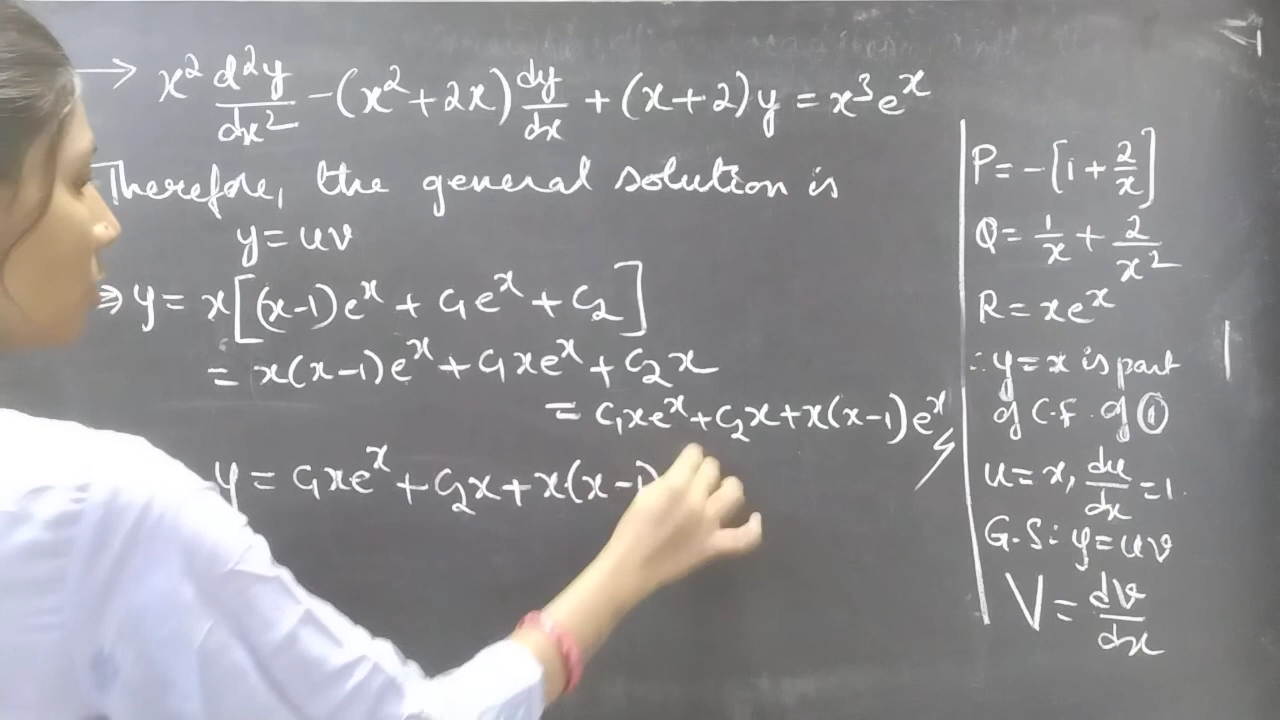 → x² d²y/dx² - (x² + 2x) dy/dx + (x + 2)y = x³eˣ
Therefore, the general solution is
y = uv
⇒ y = x[(x-1)eˣ + c₁eˣ + c₂]
= x(x-1)eˣ + c₁xeˣ + c₂x
= c₁xeˣ + c₂x + x(x-1)eˣ
y = c₁xeˣ + c₂x + x(x-1)
P = -[1 + 2/x]
Q = 1/x + 2/x²
R = xeˣ
∴ y = x is part
of C.F. of ①
u = x, du/dx = 1.
G.S: y = uv
V = dv/dx